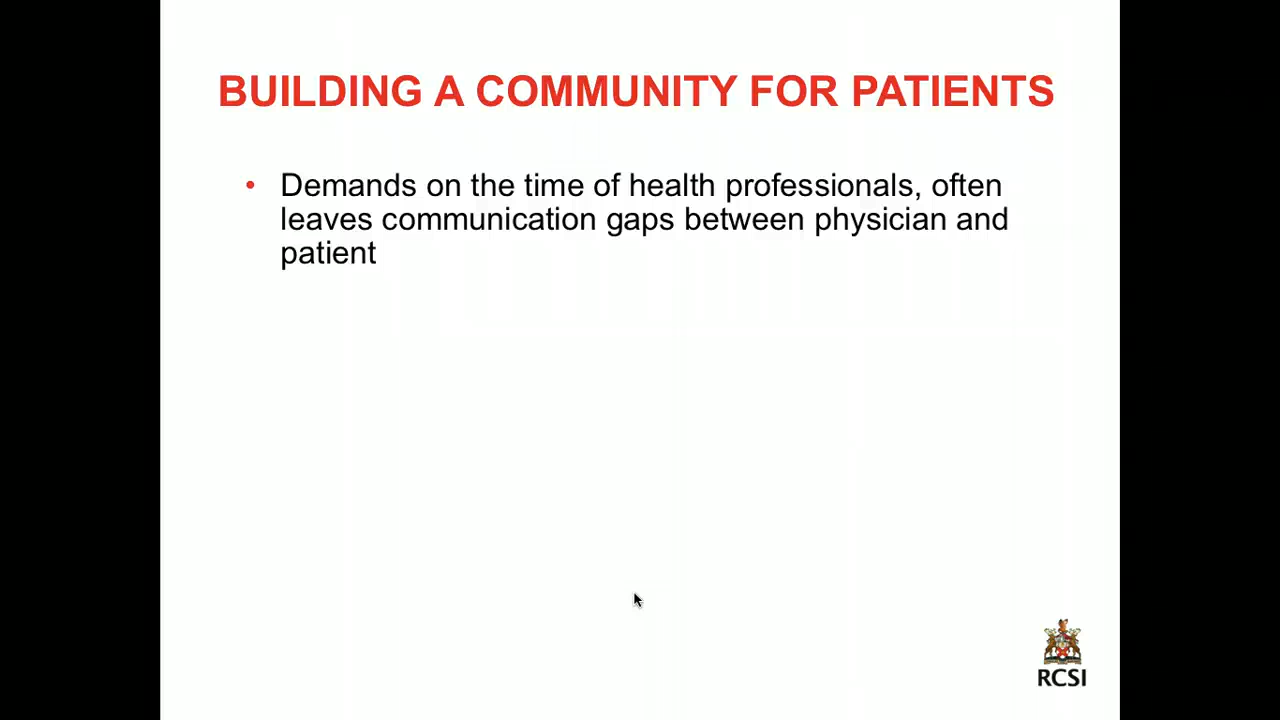 BUILDING A COMMUNITY FOR PATIENTS
• Demands on the time of health professionals, often
leaves communication gaps between physician and
patient
RCSI